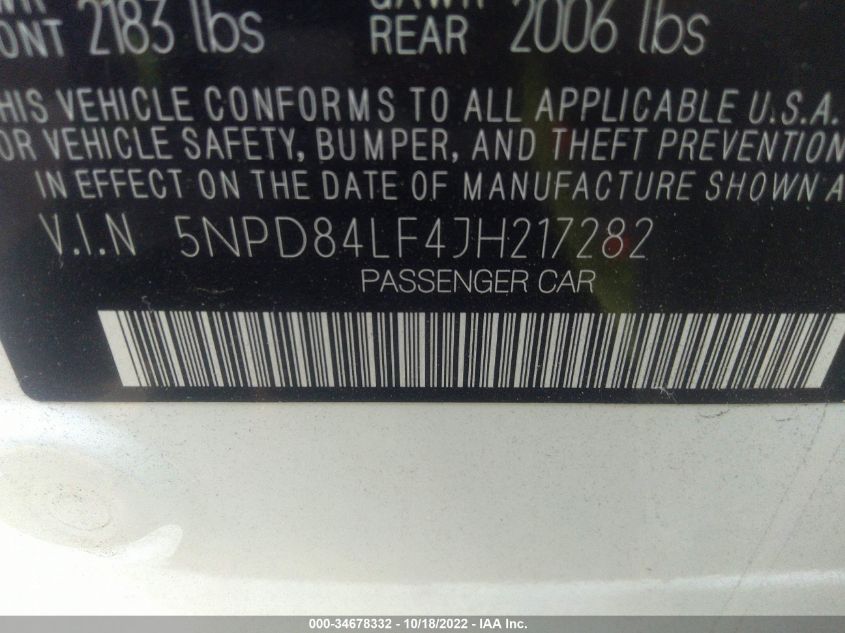 ONT 2183 lbs REAR 2006 lbs
HIS VEHICLE CONFORMS TO ALL APPLICABLE U.S.A.
OR VEHICLE SAFETY, BUMPER, AND THEFT PREVENTION
IN EFFECT ON THE DATE OF MANUFACTURE SHOWN A
V.I.N 5NPD84LF4JH217282
PASSENGER CAR
000-34678332 - 10/18/2022 - IAA Inc.